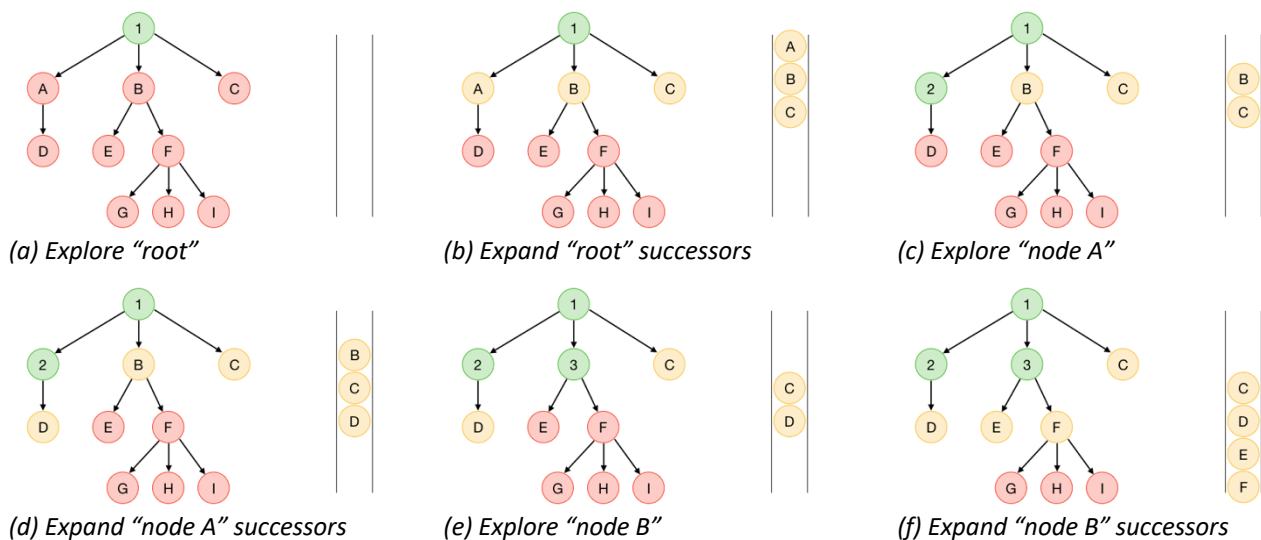 1
A B C
D E F
G H I
A
B
C
(a) Explore “root”
1
A B C
D E F
G H I
(b) Expand “root” successors
1
2 B C
D E F
G H I
B
C
(c) Explore “node A”
1
2 B C
D E F
G H I
B
C
D
(d) Expand “node A” successors
1
2 3 C
D E F
G H I
C
D
(e) Explore “node B”
1
2 3 C
D E F
G H I
C
D
E
F
(f) Expand “node B” successors